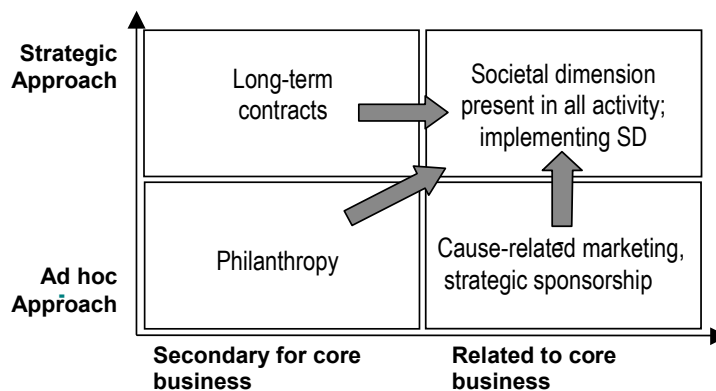 Strategic
Approach
Long-term
contracts
Societal dimension
present in all activity;
implementing SD
Ad hoc
Approach
Philanthropy
Cause-related marketing,
strategic sponsorship
Secondary for core
business
Related to core
business